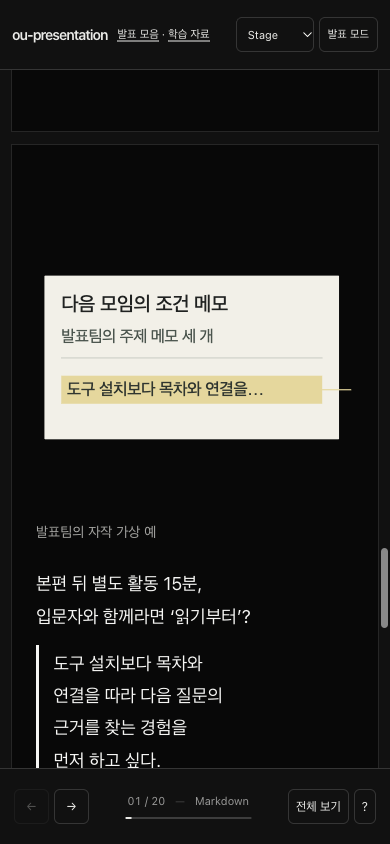 ou-presentation 발표 모음 · 학습 자료 Stage 발표 모드
다음 모임의 조건 메모
발표팀의 주제 메모 세 개
도구 설치보다 목차와 연결을…
발표팀의 자작 가상 예
본편 뒤 별도 활동 15분,
입문자와 함께라면 ‘읽기부터’?
도구 설치보다 목차와
연결을 따라 다음 질문의
근거를 찾는 경험을
먼저 하고 싶다.
← → 01 / 20 — Markdown 전체 보기 ?